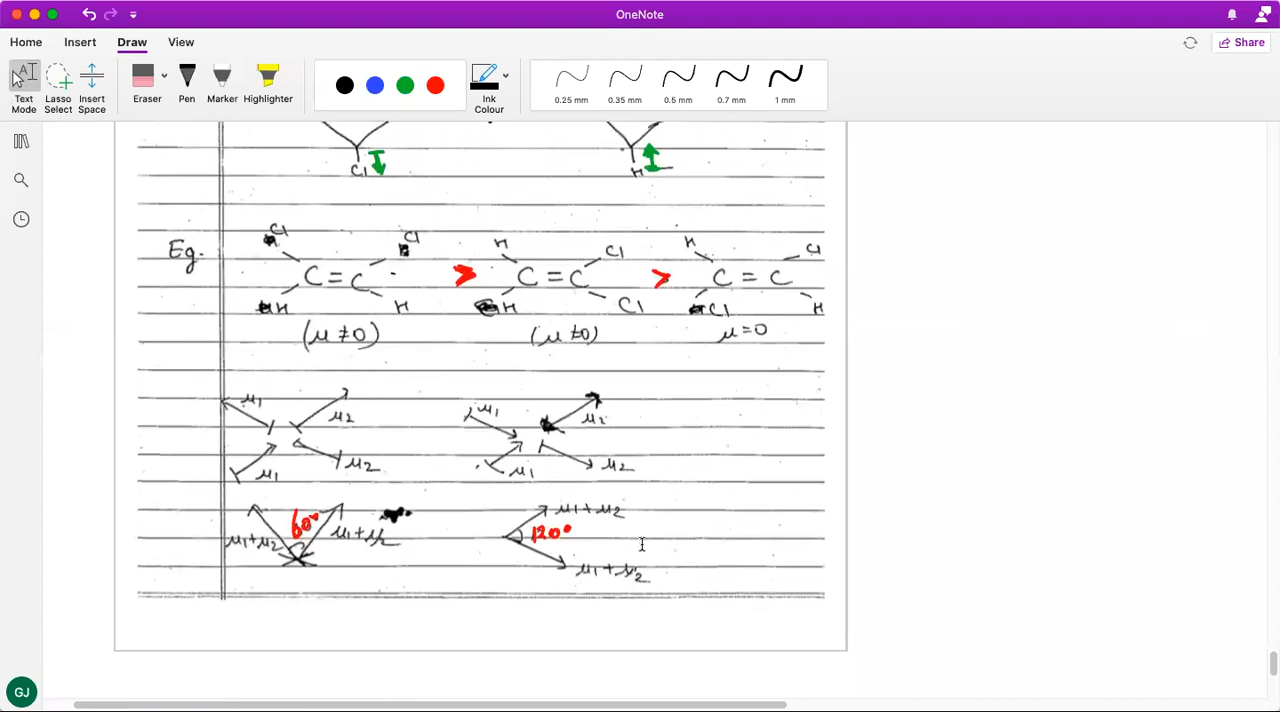 OneNote
Home Insert Draw View
Share
Text Mode
Lasso Select
Insert Space
Eraser
Pen
Marker
Highlighter
Ink Colour
0.25 mm
0.35 mm
0.5 mm
0.7 mm
1 mm
Cl H
Eg.
Cl Cl H Cl H Cl
C=C > C=C > C=C
H H H Cl Cl H
(μ≠0) (μ≠0) μ=0
μ1 μ2 μ1 μ2
μ1 μ2 μ1 μ2
μ1+μ2 60° μ1+μ2 120° μ1+μ2
μ1+μ2
GJ